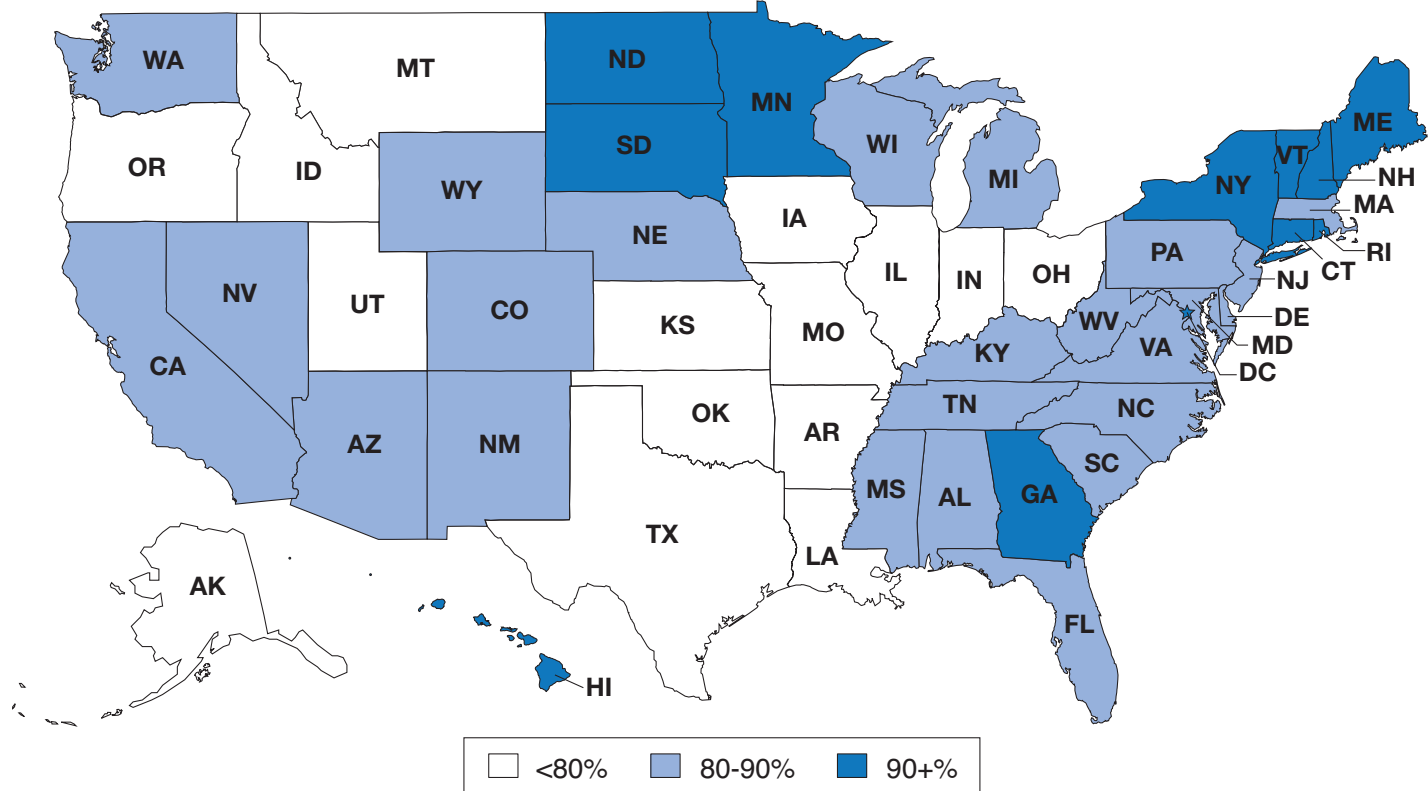 WA
MT
ND
MN
ME
OR
ID
SD
WI
VT
NH
WY
MI
NY
MA
IA
NE
PA
RI
CT
NV
UT
CO
IL
IN
OH
NJ
KS
MO
WV
DE
CA
KY
VA
MD
DC
AZ
NM
OK
AR
TN
NC
SC
MS
AL
GA
TX
LA
AK
FL
HI
<80%
80-90%
90+%